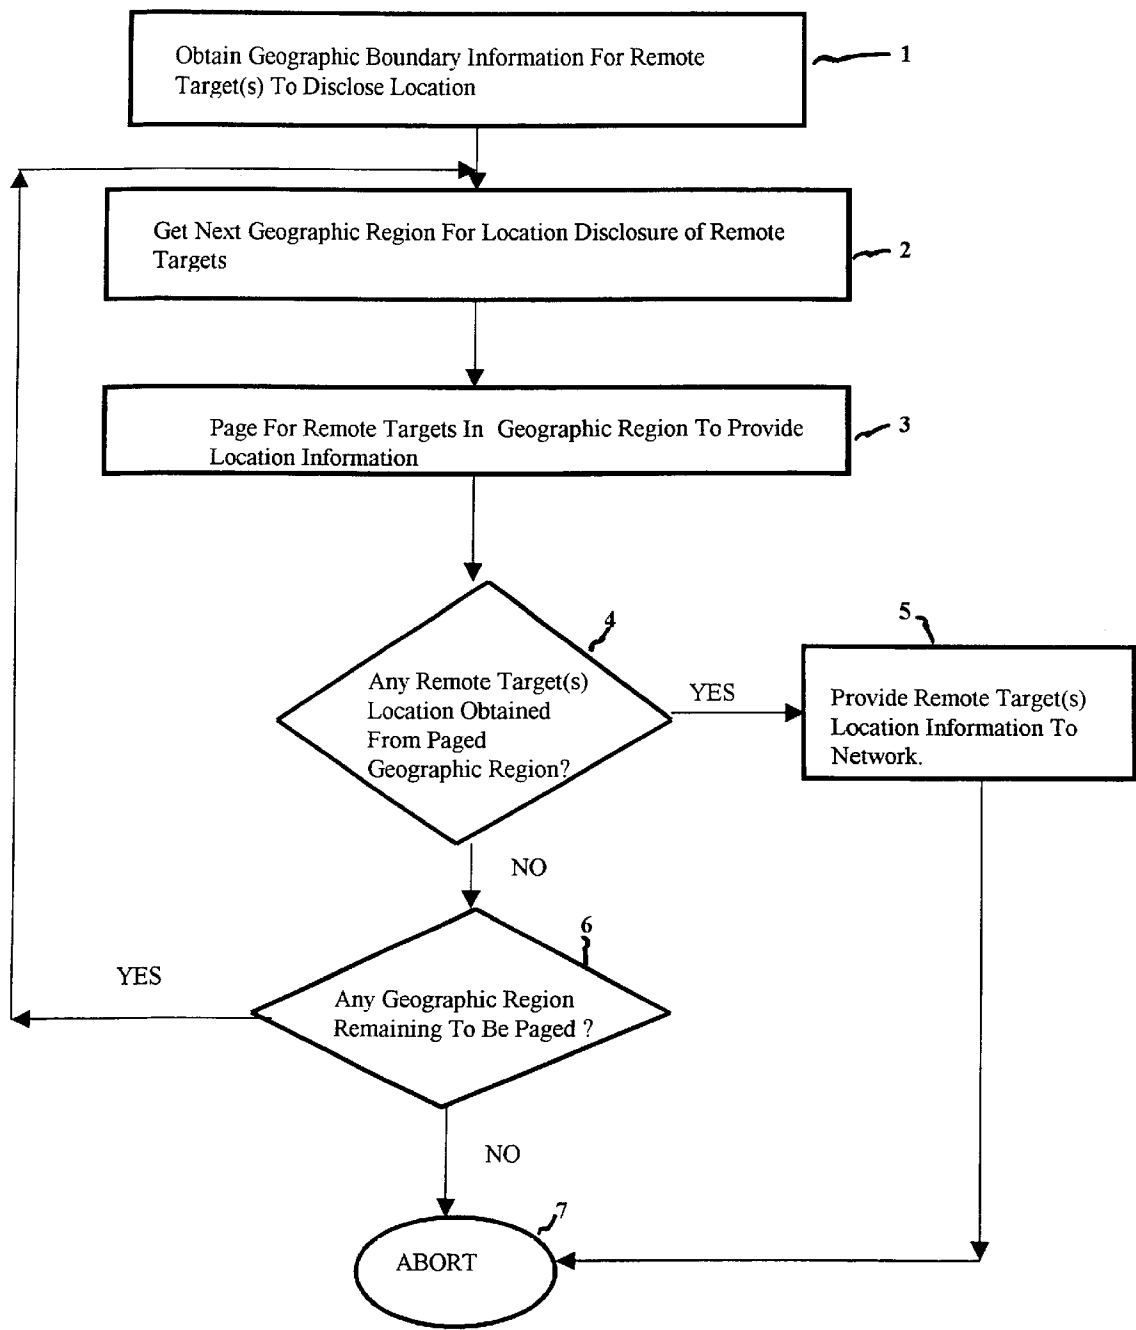 Obtain Geographic Boundary Information For Remote
Target(s) To Disclose Location
1
Get Next Geographic Region For Location Disclosure of Remote
Targets
2
Page For Remote Targets In Geographic Region To Provide
Location Information
3
4
Any Remote Target(s)
Location Obtained
From Paged
Geographic Region?
YES
5
Provide Remote Target(s)
Location Information To
Network.
NO
6
Any Geographic Region
Remaining To Be Paged ?
YES
NO
7
ABORT